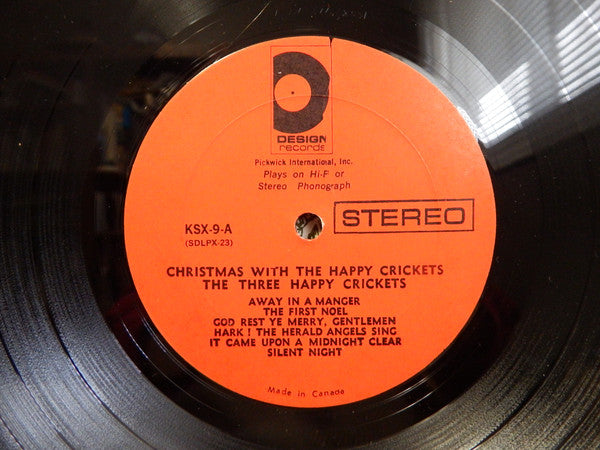 D
DESIGN
records
Pickwick International, Inc.
Plays on Hi-F or
Stereo Phonograph
KSX-9-A
(SDLPX-23)
STEREO
CHRISTMAS WITH THE HAPPY CRICKETS
THE THREE HAPPY CRICKETS
AWAY IN A MANGER
THE FIRST NOEL
GOD REST YE MERRY, GENTLEMEN
HARK! THE HERALD ANGELS SING
IT CAME UPON A MIDNIGHT CLEAR
SILENT NIGHT
Made in Canada